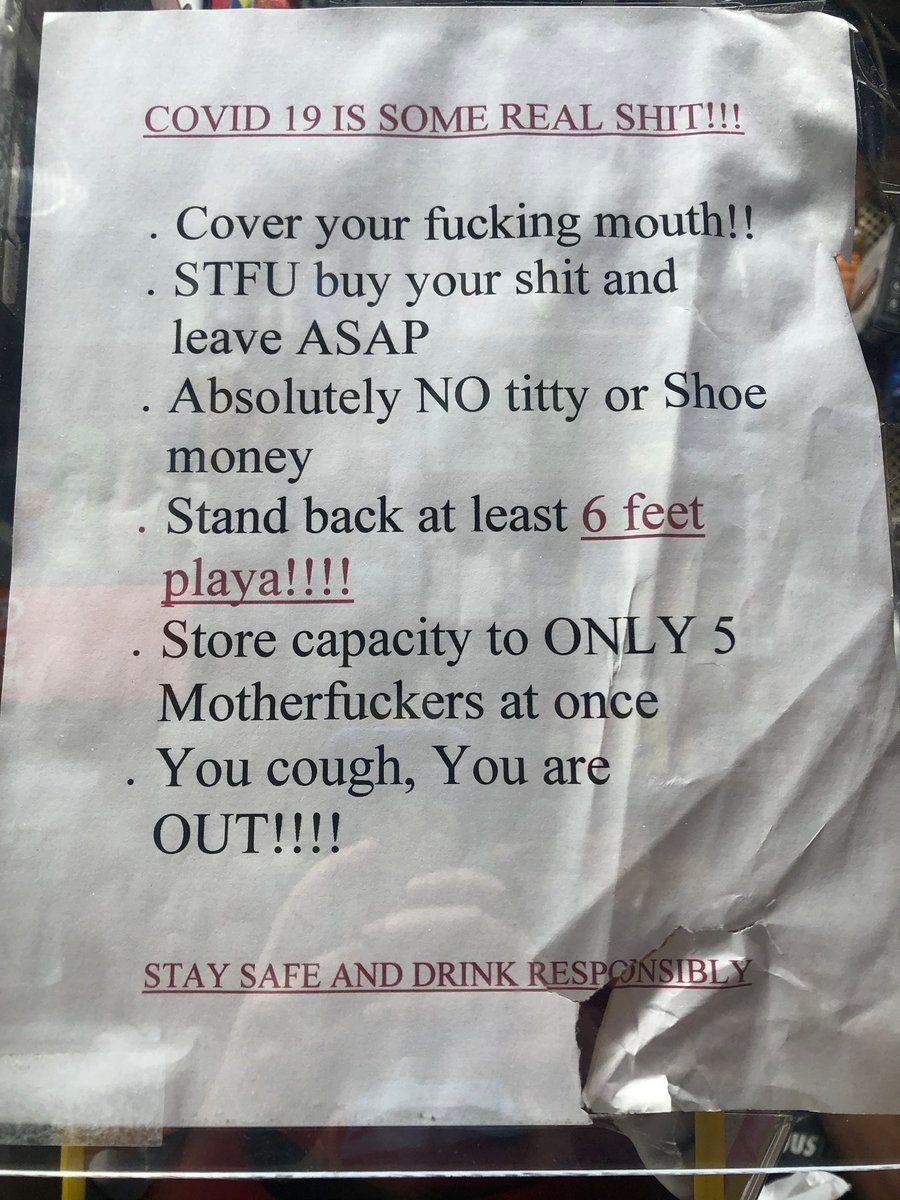 COVID 19 IS SOME REAL SHIT!!!
. Cover your fucking mouth!!
. STFU buy your shit and
leave ASAP
. Absolutely NO titty or Shoe
money
. Stand back at least 6 feet
playa!!!!
. Store capacity to ONLY 5
Motherfuckers at once
. You cough, You are
OUT!!!!
STAY SAFE AND DRINK RESPONSIBLY